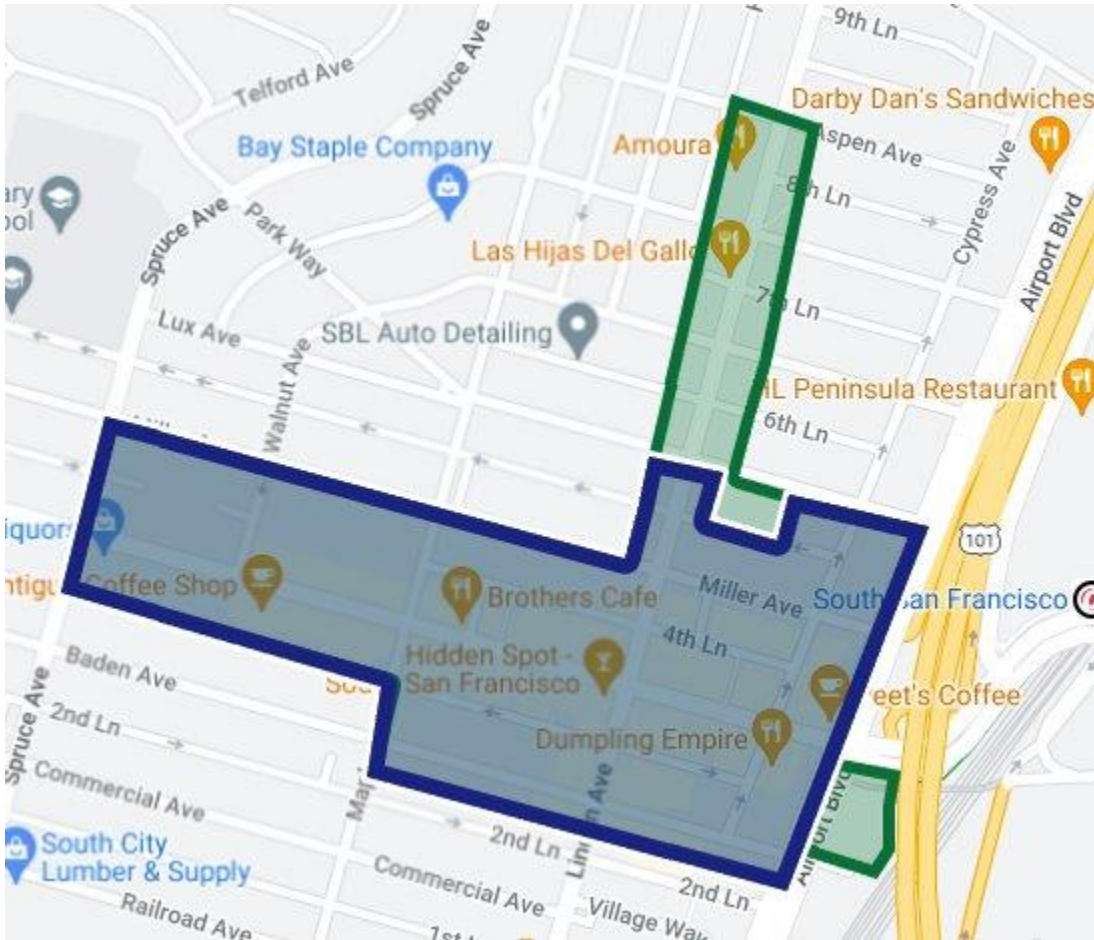 9th Ln
Telford Ave
Spruce Ave
Darby Dan's Sandwiches
Bay Staple Company
Amoura
Aspen Ave
8th Ln
Cypress Ave
Airport Blvd
Spruce Ave
Park Way
Las Hijas Del Gallo
7th Ln
Lux Ave
SBL Auto Detailing
Walnut Ave
HL Peninsula Restaurant
6th Ln
101
Coffee Shop
Brothers Cafe
Miller Ave
South San Francisco
4th Ln
Hidden Spot -
San Francisco
Baden Ave
Spruce Ave
2nd Ln
Dumpling Empire
Commercial Ave
Airport Blvd
2nd Ln
South City
Lumber & Supply
Commercial Ave
2nd Ln
Railroad Ave
Village Way
1st